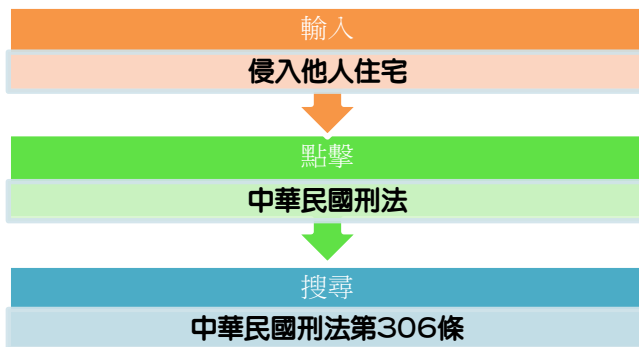 輸入
侵入他人住宅
點擊
中華民國刑法
搜尋
中華民國刑法第306條